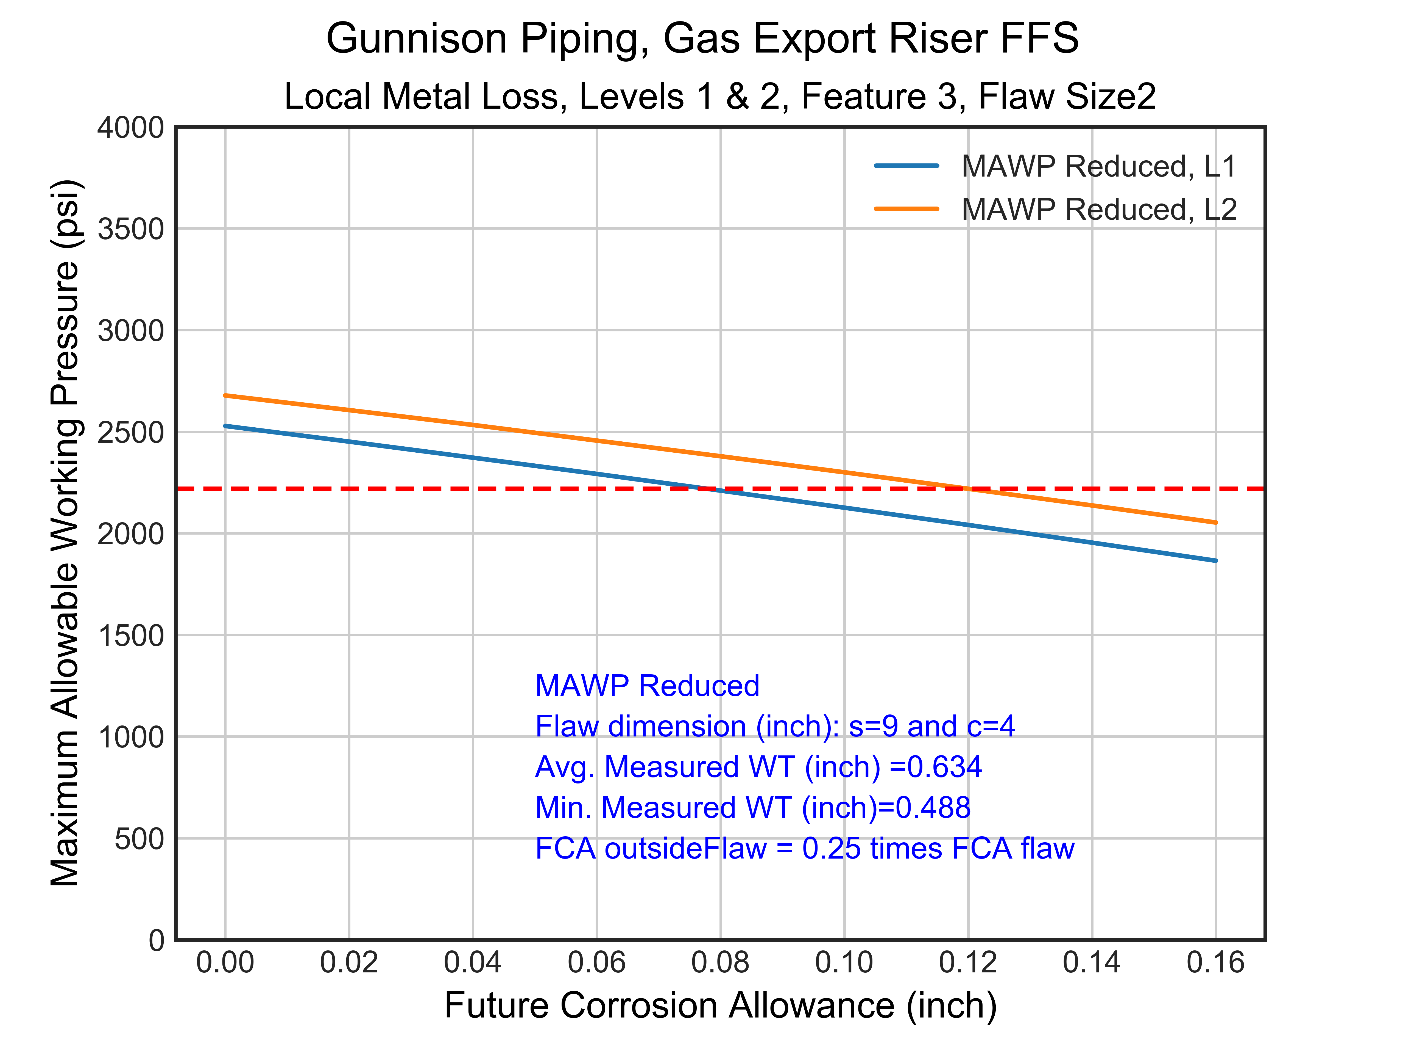 Gunnison Piping, Gas Export Riser FFS
Local Metal Loss, Levels 1 & 2, Feature 3, Flaw Size2
Maximum Allowable Working Pressure (psi)
4000
3500
3000
2500
2000
1500
1000
500
0
MAWP Reduced, L1
MAWP Reduced, L2
MAWP Reduced
Flaw dimension (inch): s=9 and c=4
Avg. Measured WT (inch) =0.634
Min. Measured WT (inch)=0.488
FCA outsideFlaw = 0.25 times FCA flaw
0.00 0.02 0.04 0.06 0.08 0.10 0.12 0.14 0.16
Future Corrosion Allowance (inch)